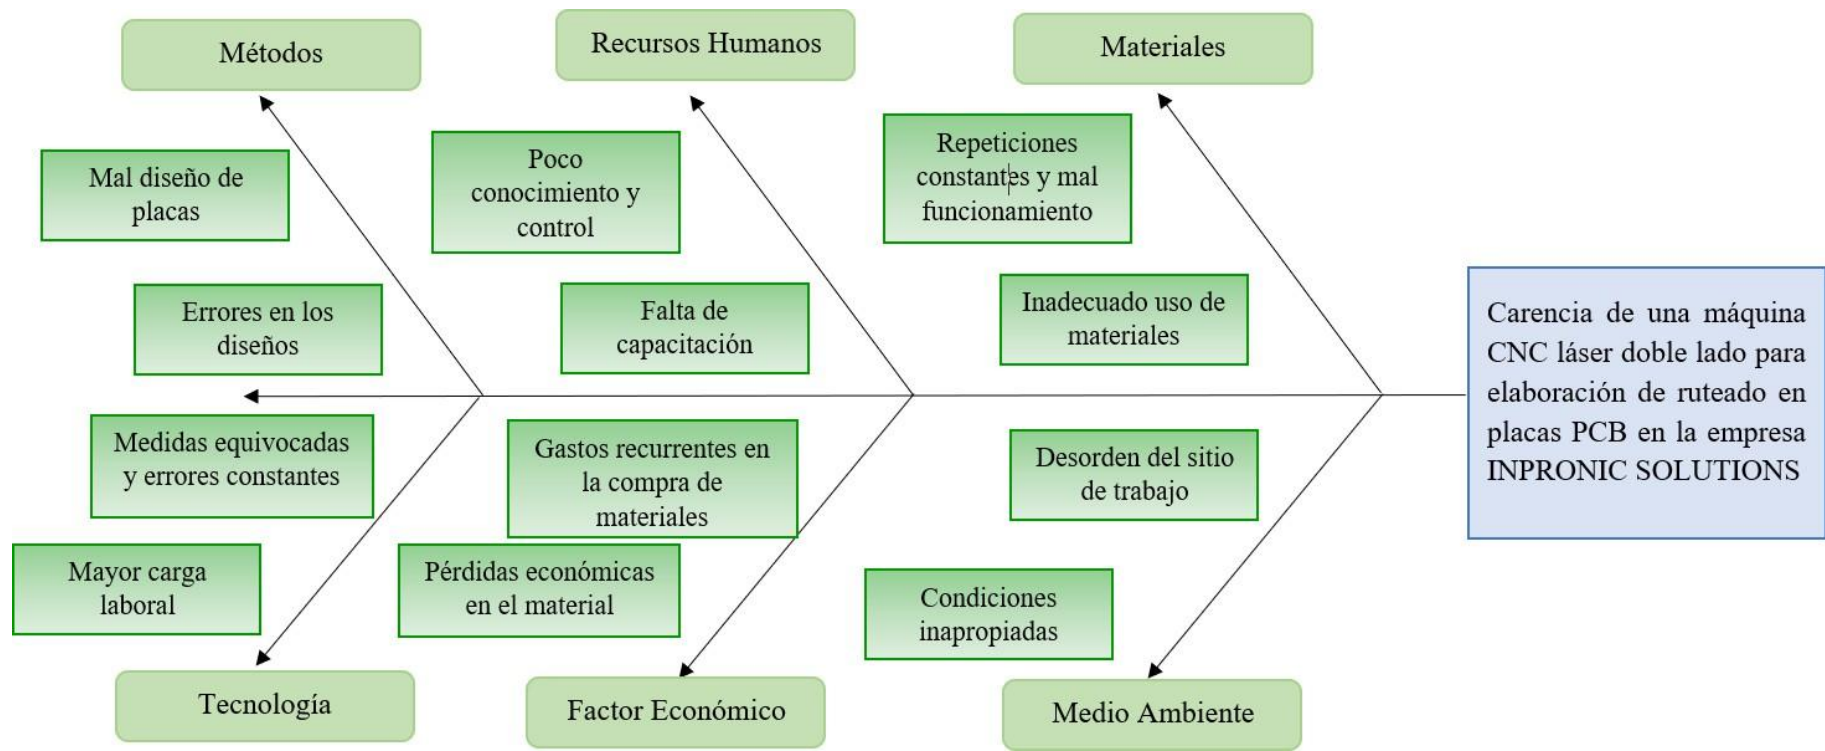 Métodos
Recursos Humanos
Materiales
Mal diseño de
placas
Poco
conocimiento y
control
Repeticiones
constantes y mal
funcionamiento
Errores en los
diseños
Falta de
capacitación
Inadecuado uso de
materiales
Carencia de una máquina
CNC láser doble lado para
elaboración de ruteado en
placas PCB en la empresa
INPRONIC SOLUTIONS
Medidas equivocadas
y errores constantes
Gastos recurrentes en
la compra de
materiales
Desorden del sitio
de trabajo
Mayor carga
laboral
Pérdidas económicas
en el material
Condiciones
inapropiadas
Tecnología
Factor Económico
Medio Ambiente